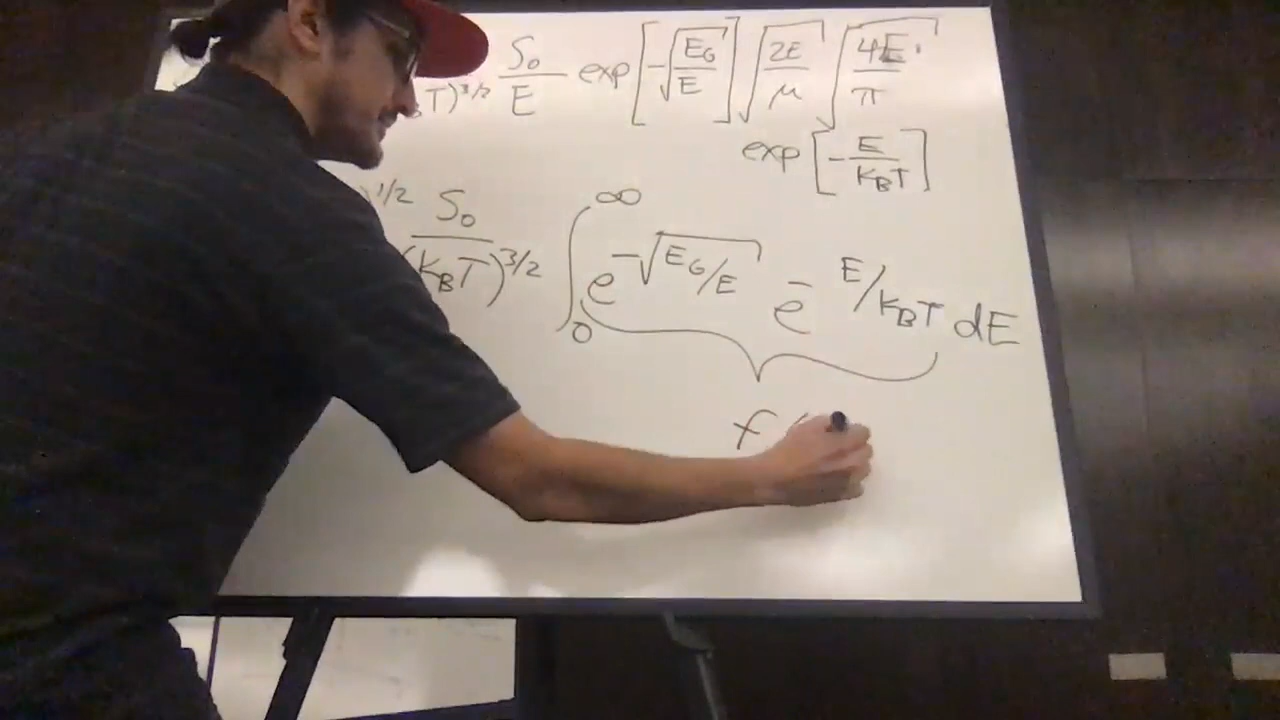 BT)^3/2 S₀/E exp[-√(E_G/E)] √(2E/μ) √(4E/π)
exp[-E/(K_BT)]
)^1/2 S₀/(K_BT)^3/2 ∫₀^∞ e^-√(E_G/E) e^-E/K_BT dE
f(